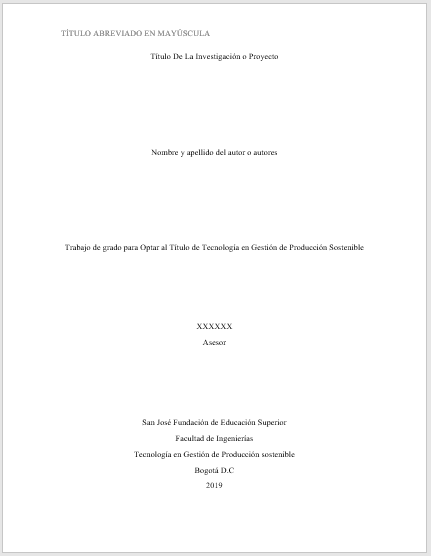 TÍTULO ABREVIADO EN MAYÚSCULA
Título De La Investigación o Proyecto
Nombre y apellido del autor o autores
Trabajo de grado para Optar al Título de Tecnología en Gestión de Producción Sostenible
XXXXXX
Asesor
San José Fundación de Educación Superior
Facultad de Ingenierías
Tecnología en Gestión de Producción sostenible
Bogotá D.C
2019